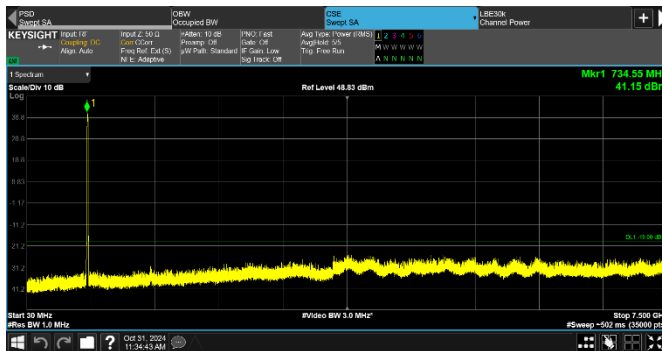 PSD
Swept SA
OBW
Occupied BW
CSE
Swept SA
LBE30k
Channel Power
KEYSIGHT
Input: RF
Coupling: DC
Align: Auto
Input Z: 50 Ω
Corr CCorr
Freq Ref: Ext (S)
NFE: Adaptive
#Atten: 10 dB
Preamp: Off
µW Path: Standard
PNO: Fast
Gate: Off
IF Gain: Low
Sig Track: Off
Avg Type: Power (RMS)
Avg|Hold: 5/5
Trig: Free Run
1 2 3 4 5 6
M W W W W W
A N N N N N
1 Spectrum
Scale/Div 10 dB
Ref Level 48.83 dBm
Mkr1 734.55 MH
41.15 dBr
Log
1
38.8
28.8
18.8
8.83
-1.17
-11.2
-21.2
-31.2
-41.2
Start 30 MHz
#Res BW 1.0 MHz
#Video BW 3.0 MHz*
Stop 7.500 GH
#Sweep ~502 ms (35000 pts
?
Oct 31, 2024
11:34:43 AM